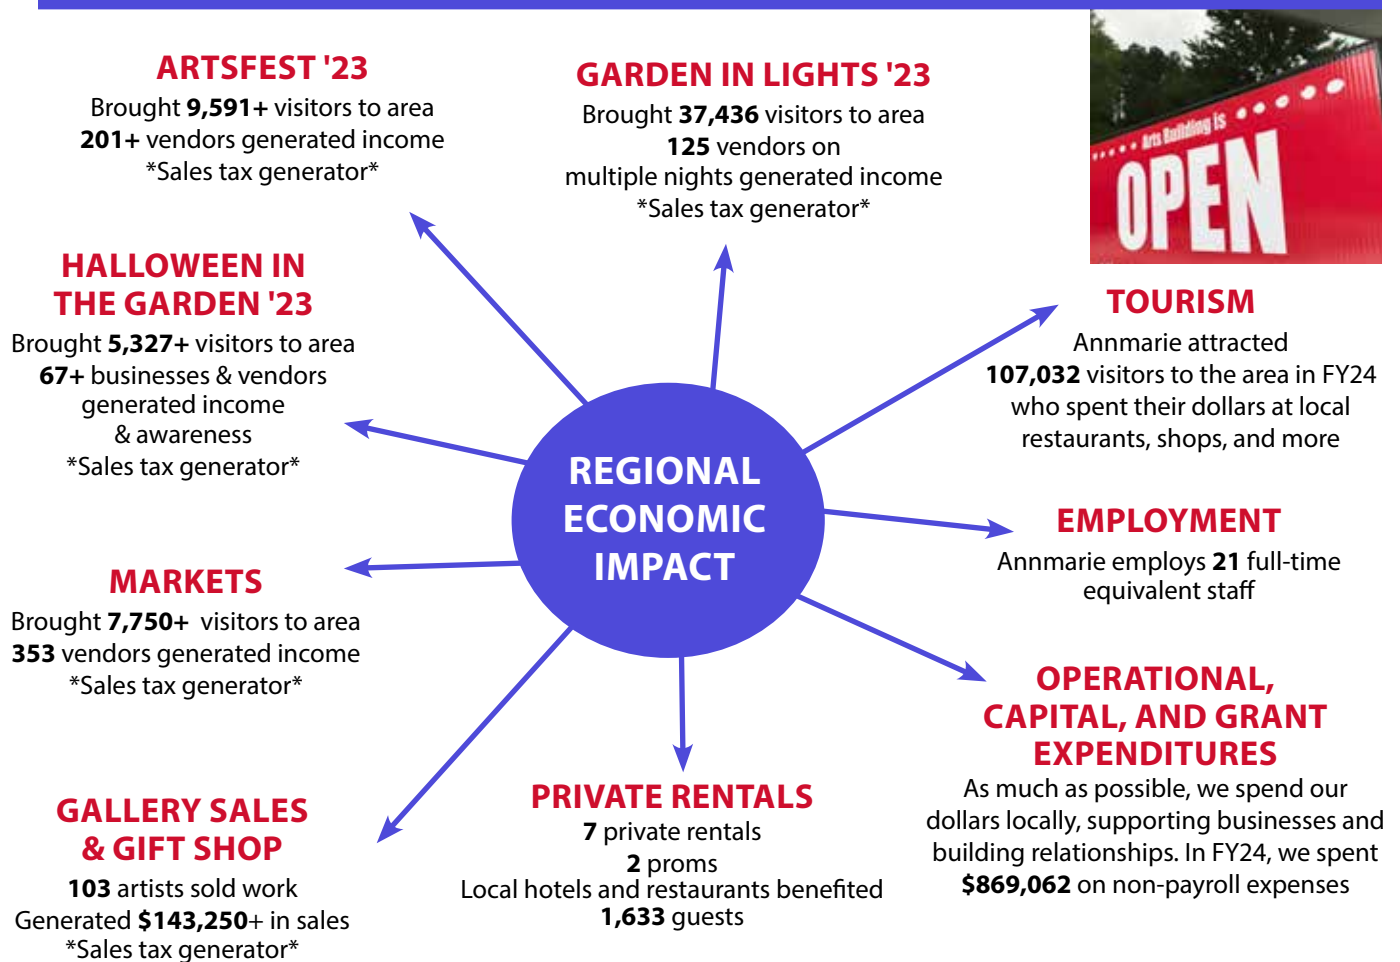 ARTSFEST '23
Brought 9,591+ visitors to area
201+ vendors generated income
*Sales tax generator*
GARDEN IN LIGHTS '23
Brought 37,436 visitors to area
125 vendors on
multiple nights generated income
*Sales tax generator*
Arts Building is
OPEN
HALLOWEEN IN
THE GARDEN '23
Brought 5,327+ visitors to area
67+ businesses & vendors
generated income
& awareness
*Sales tax generator*
TOURISM
Annmarie attracted
107,032 visitors to the area in FY24
who spent their dollars at local
restaurants, shops, and more
REGIONAL
ECONOMIC
IMPACT
EMPLOYMENT
Annmarie employs 21 full-time
equivalent staff
MARKETS
Brought 7,750+ visitors to area
353 vendors generated income
*Sales tax generator*
OPERATIONAL,
CAPITAL, AND GRANT
EXPENDITURES
As much as possible, we spend our
dollars locally, supporting businesses and
building relationships. In FY24, we spent
$869,062 on non-payroll expenses
GALLERY SALES
& GIFT SHOP
103 artists sold work
Generated $143,250+ in sales
*Sales tax generator*
PRIVATE RENTALS
7 private rentals
2 proms
Local hotels and restaurants benefited
1,633 guests